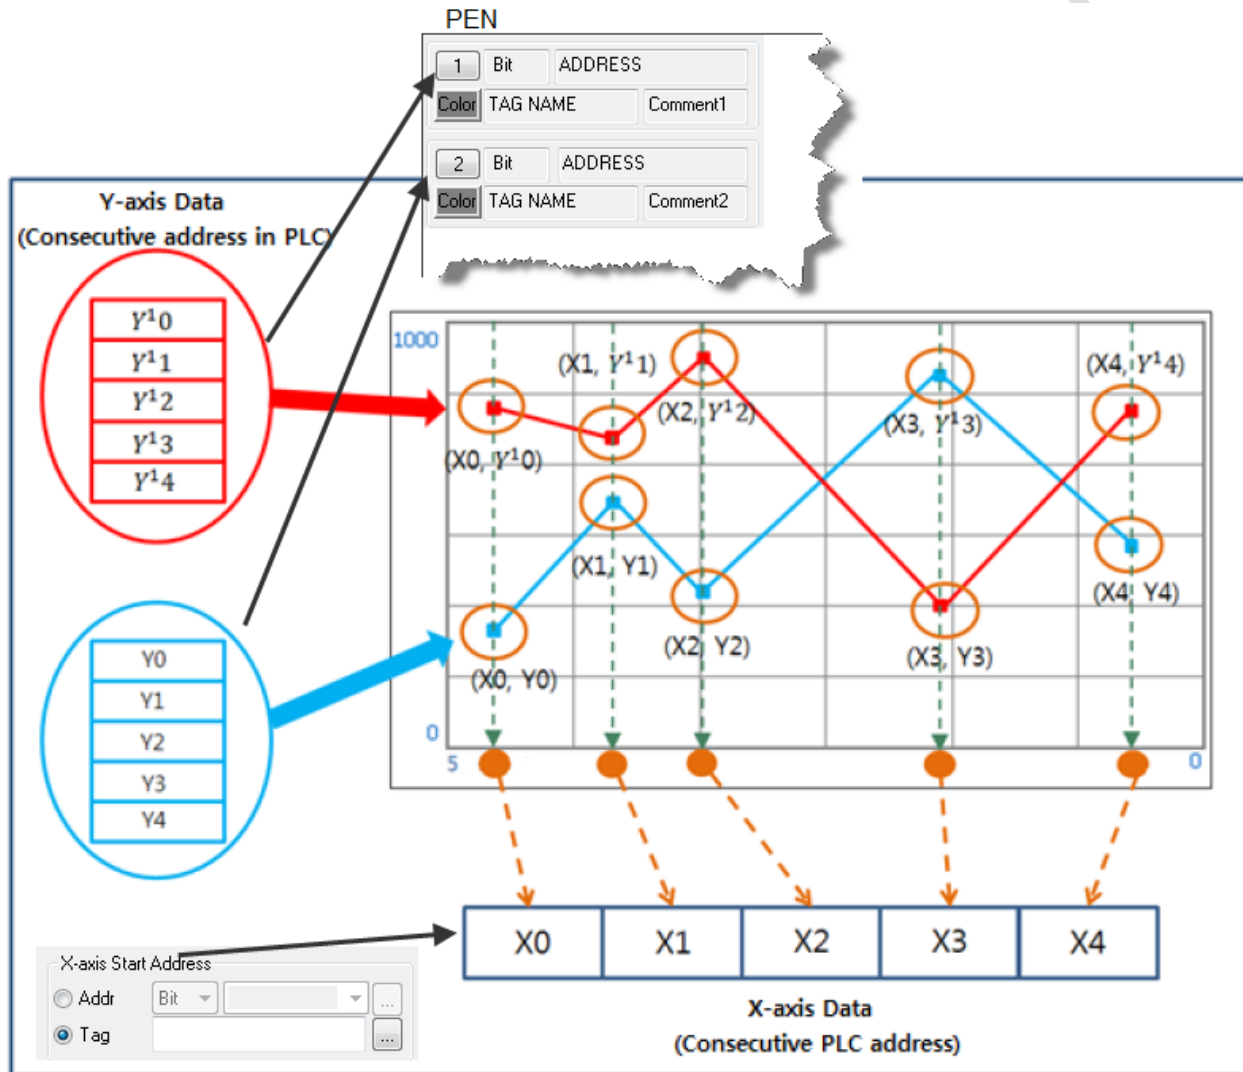 PEN
1 Bit ADDRESS
Color TAG NAME Comment1
2 Bit ADDRESS
Color TAG NAME Comment2
Y-axis Data
(Consecutive address in PLC)
Y¹0
Y¹1
Y¹2
Y¹3
Y¹4
Y0
Y1
Y2
Y3
Y4
1000
(X1, Y¹1)
(X4, Y¹4)
(X2, Y¹2)
(X3, Y¹3)
(X0, Y¹0)
(X1, Y1)
(X4, Y4)
(X2, Y2)
(X3, Y3)
(X0, Y0)
0
5 0
X0 X1 X2 X3 X4
X-axis Data
(Consecutive PLC address)
X-axis Start Address
Addr Bit ...
Tag ...